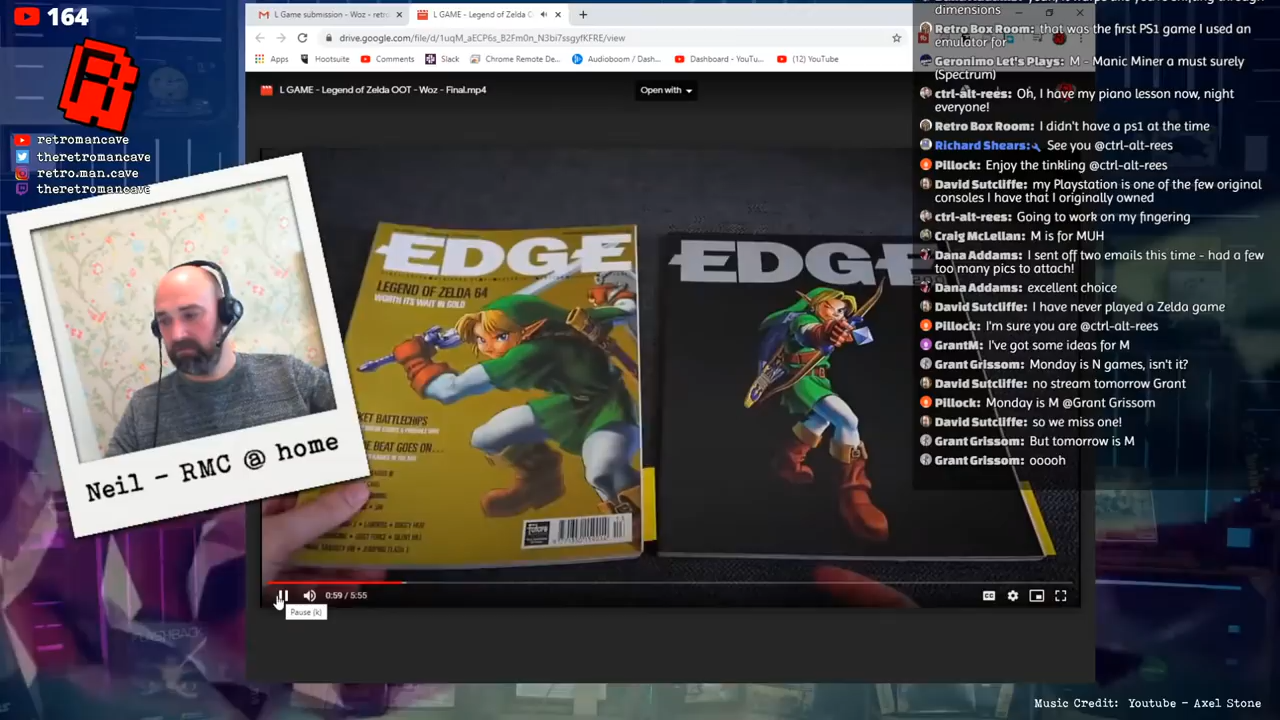 164
retromancave
theretromancave
retro.man.cave
theretromancave
Neil - RMC @ home
L Game submission - Woz - retro
L GAME - Legend of Zelda O
drive.google.com/file/d/1uqM_aECP6s_B2Fm0n_N3bi7ssgyfKFRE/view
Apps
Hootsuite
Comments
Slack
Chrome Remote De...
Audioboom / Dash...
Dashboard - YouTu...
(12) YouTube
L GAME - Legend of Zelda OOT - Woz - Final.mp4
Open with
EDGE
LEGEND OF ZELDA 64
WORTH ITS WAIT IN GOLD
KET BATTLECHIPS
HE BEAT GOES ON...
EDGE
0:59 / 5:55
Pause (k)
dimensions
Retro Box Room: that was the first PS1 game I used an
emulator for
Geronimo Let's Plays: M - Manic Miner a must surely
(Spectrum)
ctrl-alt-rees: Oh, I have my piano lesson now, night
everyone!
Retro Box Room: I didn't have a ps1 at the time
Richard Shears: See you @ctrl-alt-rees
Pillock: Enjoy the tinkling @ctrl-alt-rees
David Sutcliffe: my Playstation is one of the few original
consoles I have that I originally owned
ctrl-alt-rees: Going to work on my fingering
Craig McLellan: M is for MUH
Dana Addams: I sent off two emails this time - had a few
too many pics to attach!
Dana Addams: excellent choice
David Sutcliffe: I have never played a Zelda game
Pillock: I'm sure you are @ctrl-alt-rees
GrantM: I've got some ideas for M
Grant Grissom: Monday is N games, isn't it?
David Sutcliffe: no stream tomorrow Grant
Pillock: Monday is M @Grant Grissom
David Sutcliffe: so we miss one!
Grant Grissom: But tomorrow is M
Grant Grissom: ooooh
Music Credit: Youtube - Axel Stone